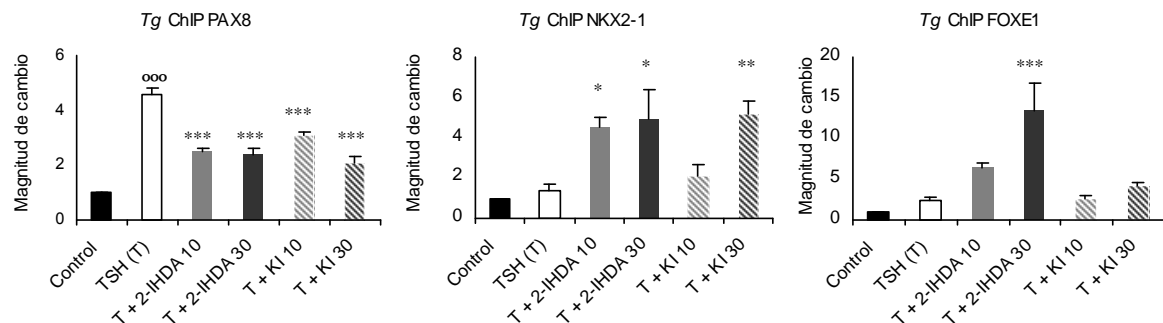 Tg ChIP PAX8
Magnitud de cambio
6
4
2
0
ooo
***
***
***
***
Control
TSH (T)
T + 2-IHDA 10
T + 2-IHDA 30
T + KI 10
T + KI 30
Tg ChIP NKX2-1
Magnitud de cambio
8
6
4
2
0
*
*
**
Control
TSH (T)
T + 2-IHDA 10
T + 2-IHDA 30
T + KI 10
T + KI 30
Tg ChIP FOXE1
Magnitud de cambio
20
15
10
5
0
***
Control
TSH (T)
T + 2-IHDA 10
T + 2-IHDA 30
T + KI 10
T + KI 30